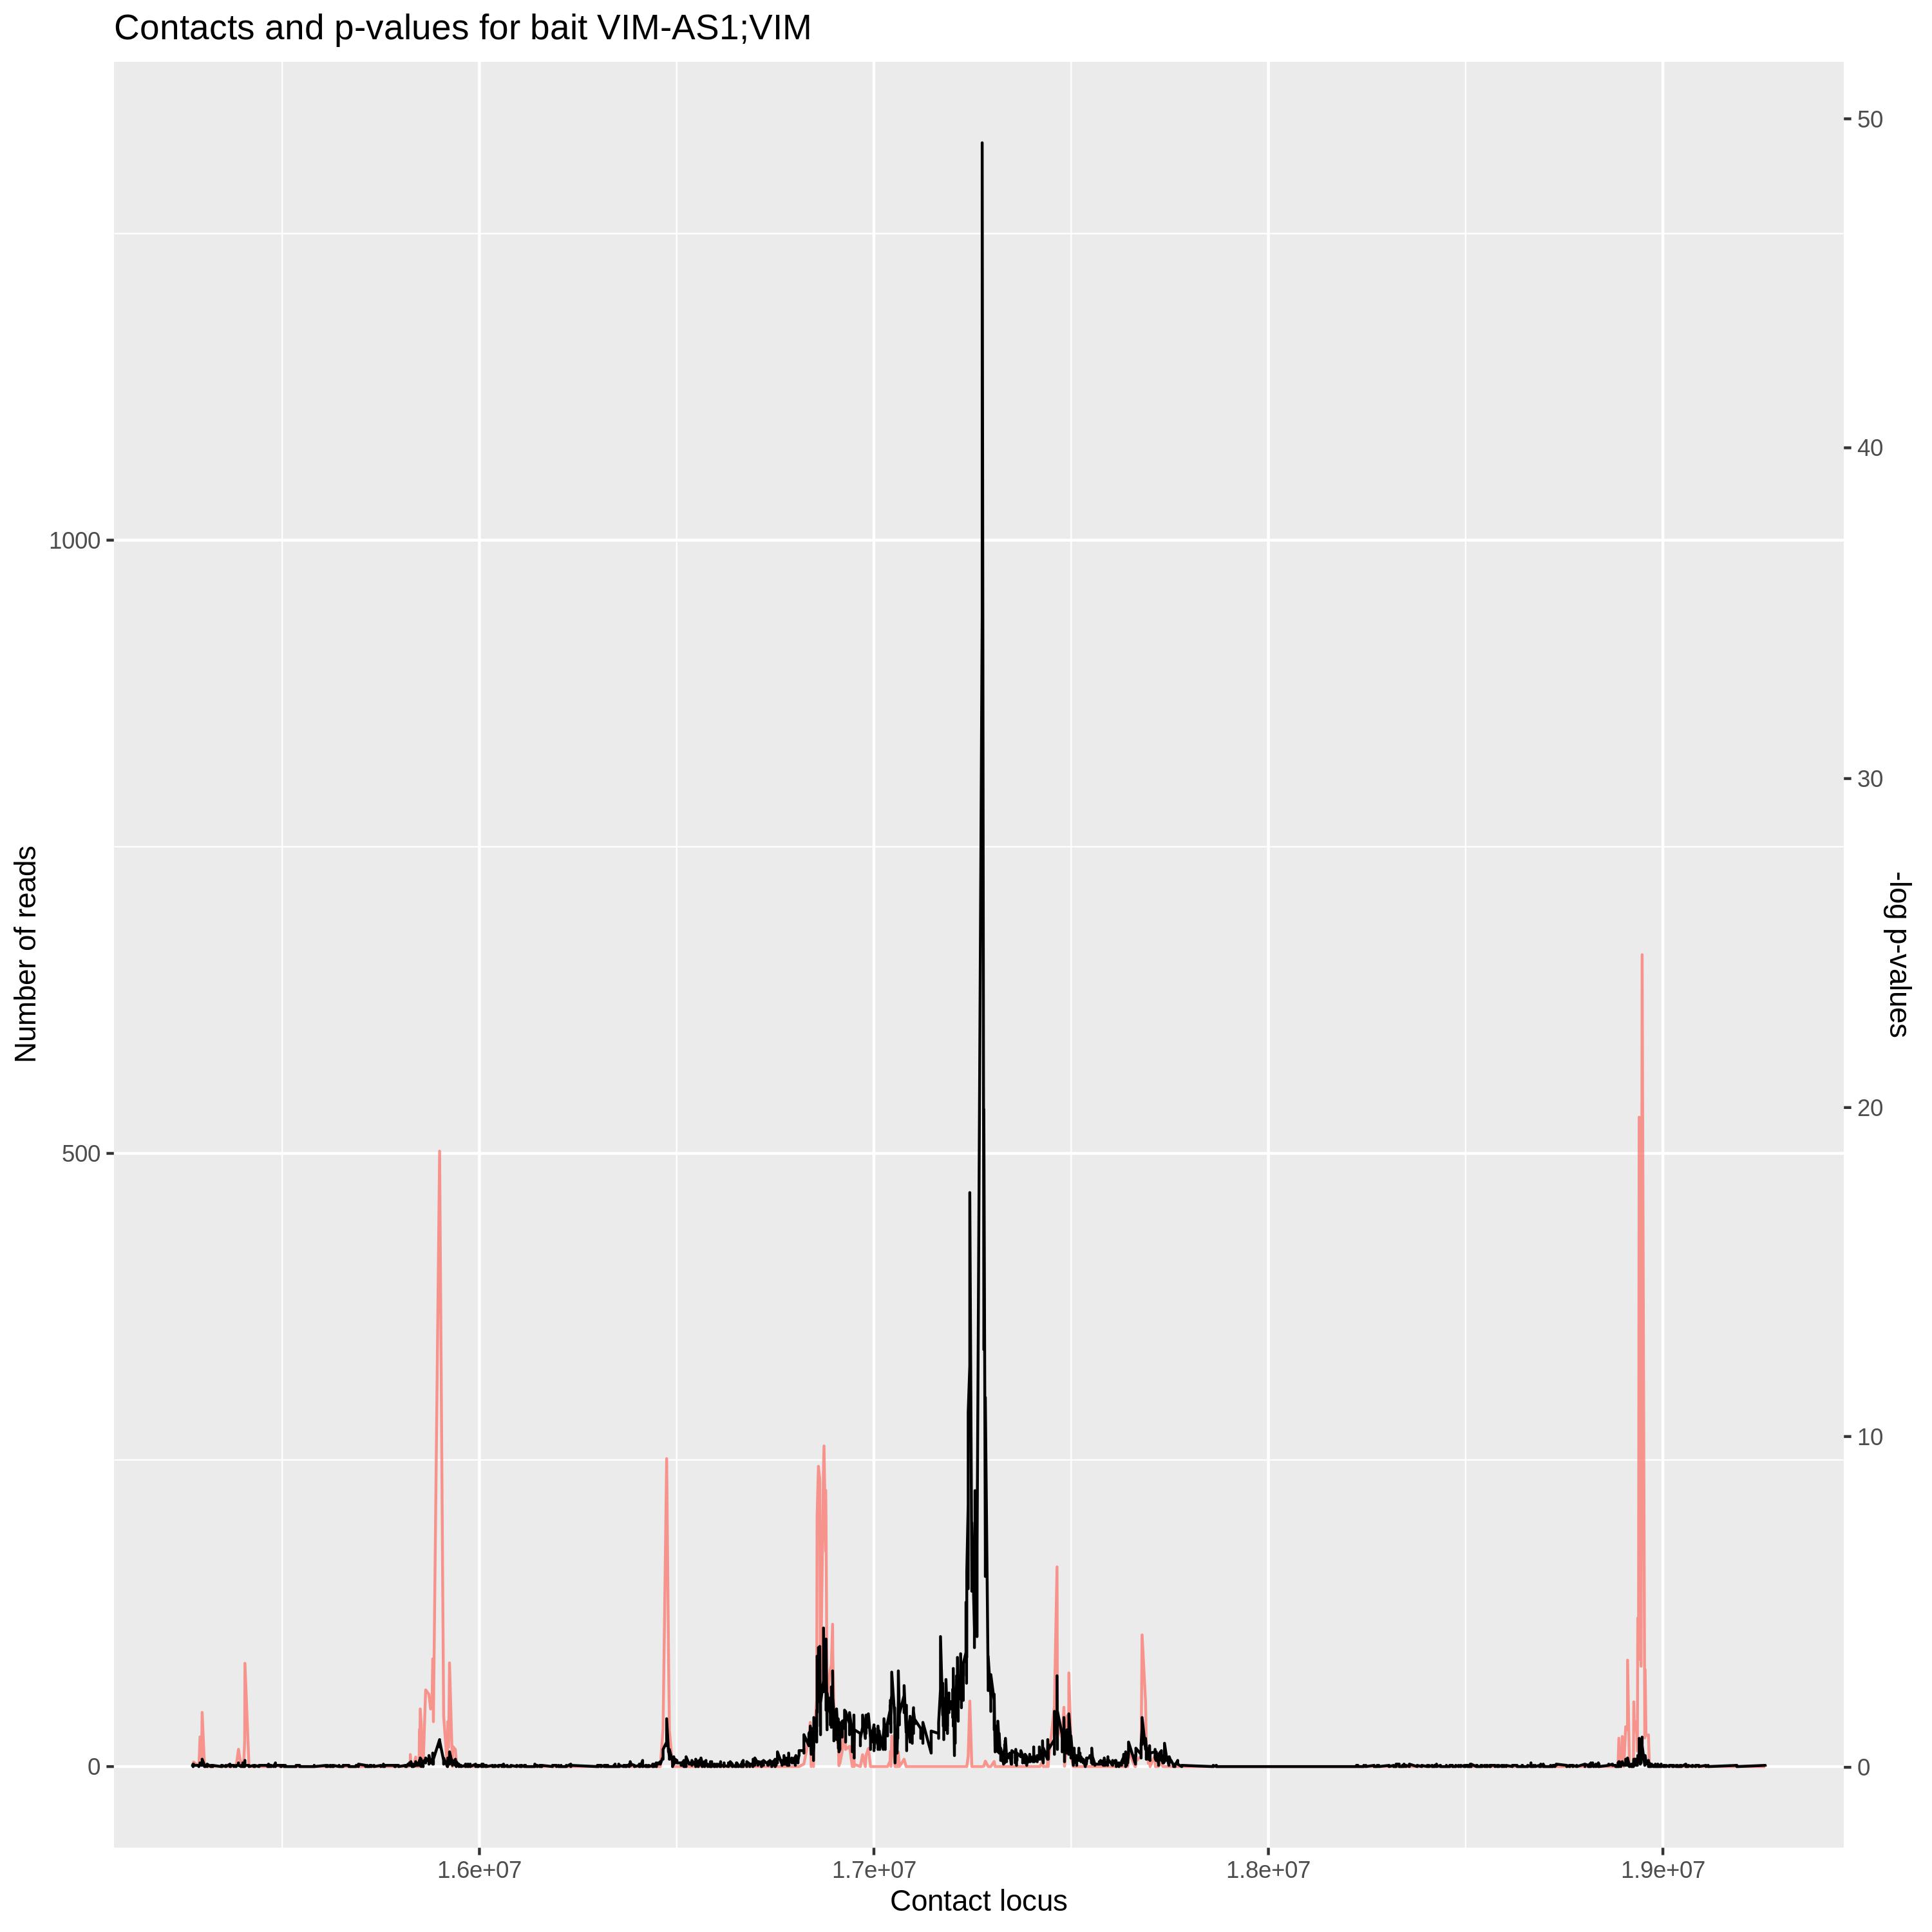 Contacts and p-values for bait VIM-AS1;VIM
50
40
1000
30
Number of reads
-log p-values
500
20
10
0
0
1.6e+07
1.7e+07
1.8e+07
1.9e+07
Contact locus